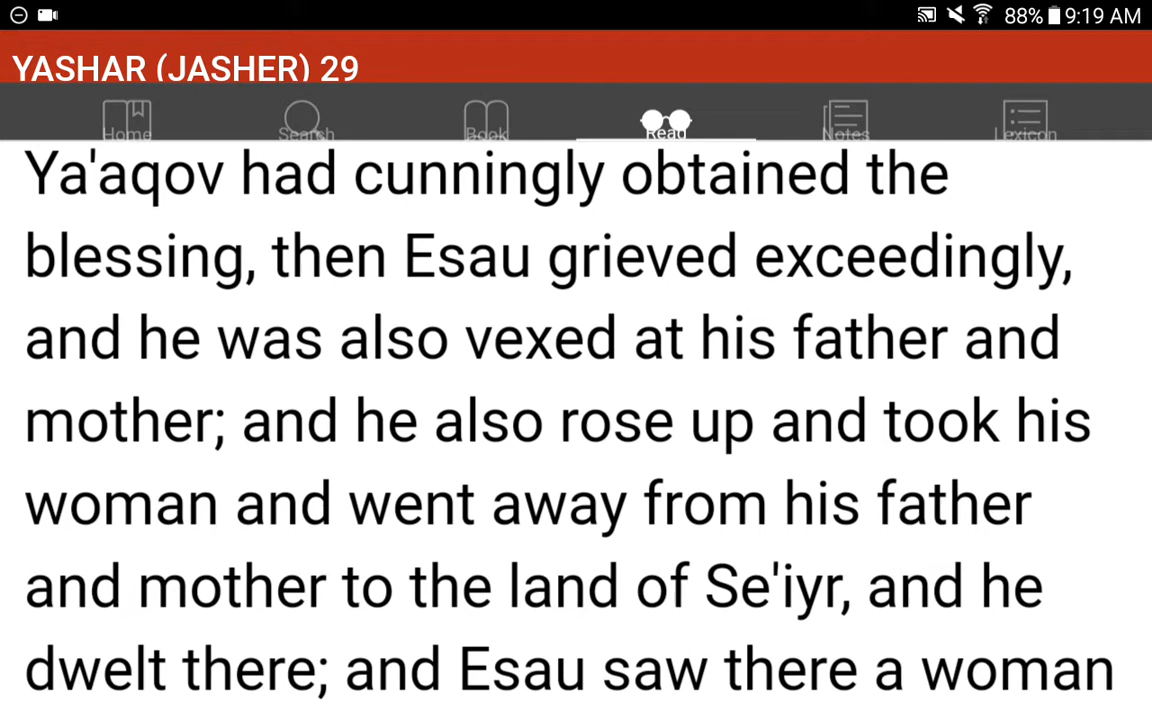 88% 9:19 AM
YASHAR (JASHER) 29
Home Search Book Read Notes Lexicon
Ya'aqov had cunningly obtained the
blessing, then Esau grieved exceedingly,
and he was also vexed at his father and
mother; and he also rose up and took his
woman and went away from his father
and mother to the land of Se'iyr, and he
dwelt there; and Esau saw there a woman